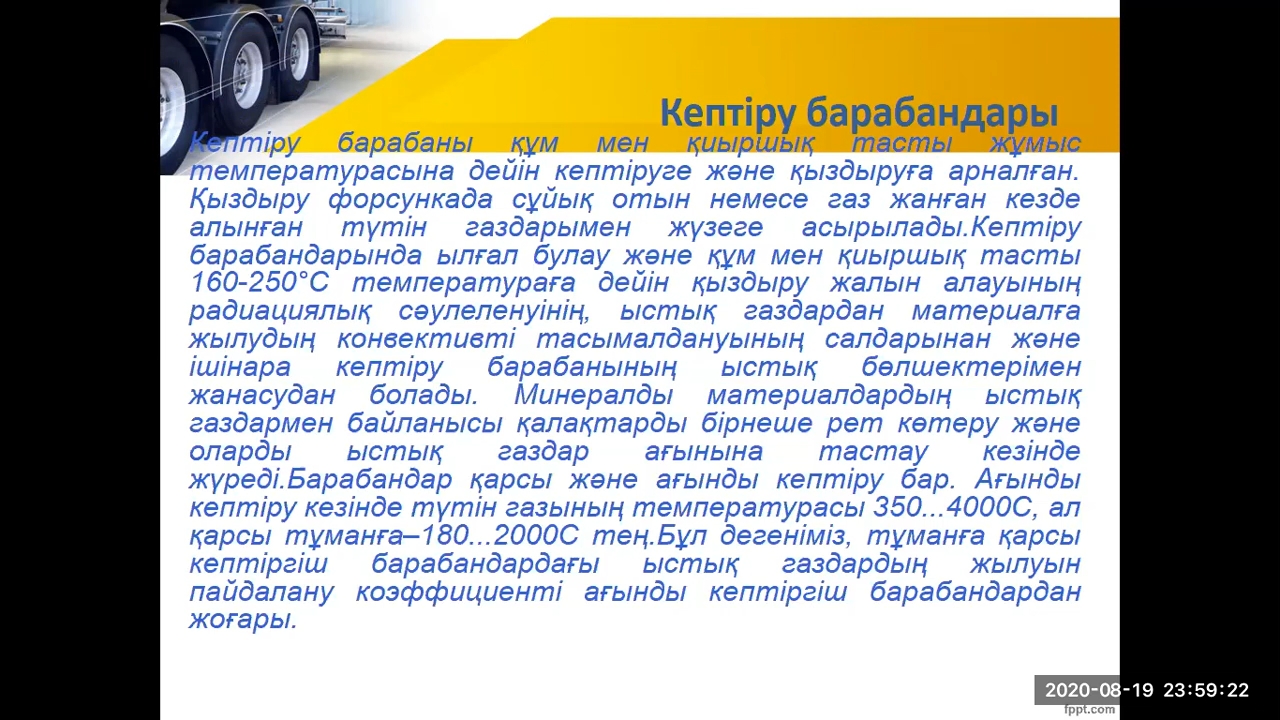 Кептіру барабандары
Кептіру барабаны құм мен қиыршық тасты жұмыс
температурасына дейін кептіруге және қыздыруға арналған.
Қыздыру форсункада сұйық отын немесе газ жанған кезде
алынған түтін газдарымен жүзеге асырылады.Кептіру
барабандарында ылғал булау және құм мен қиыршық тасты
160-250°С температураға дейін қыздыру жалын алауының
радиациялық сәулеленуінің, ыстық газдардан материалға
жылудың конвективті тасымалдануының салдарынан және
ішінара кептіру барабанының ыстық бөлшектерімен
жанасудан болады. Минералды материалдардың ыстық
газдармен байланысы қалақтарды бірнеше рет көтеру және
оларды ыстық газдар ағынына тастау кезінде
жүреді.Барабандар қарсы және ағынды кептіру бар. Ағынды
кептіру кезінде түтін газының температурасы 350...4000С, ал
қарсы тұманға–180...2000С тең.Бұл дегеніміз, тұманға қарсы
кептіргіш барабандардағы ыстық газдардың жылуын
пайдалану коэффициенті ағынды кептіргіш барабандардан
жоғары.
2020-08-19 23:59:22
fppt.com